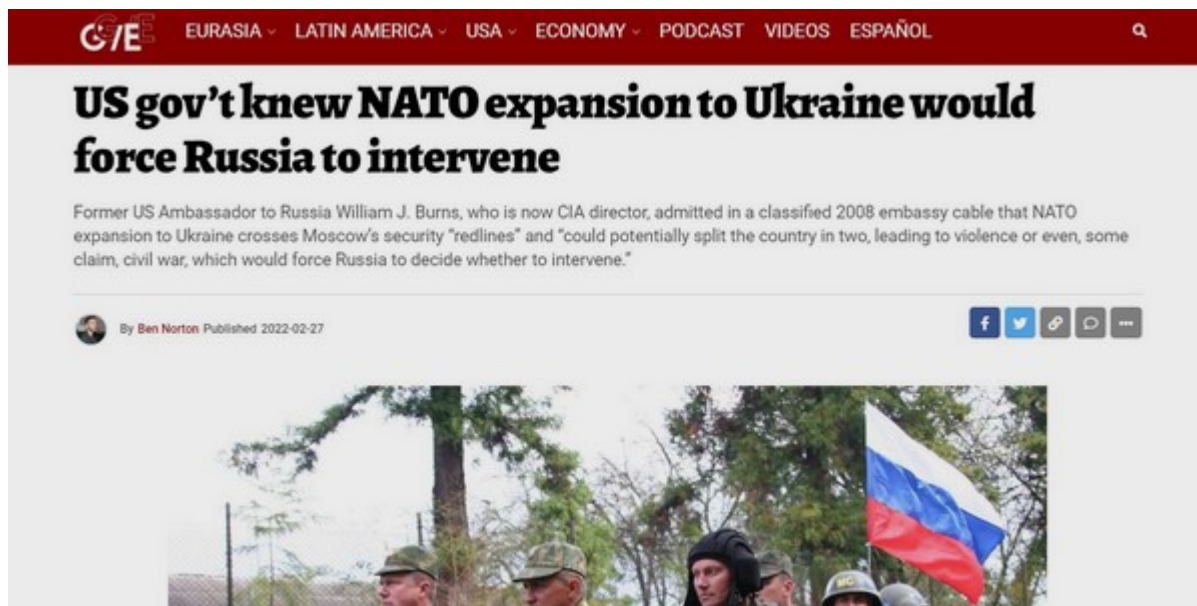 EURASIA LATIN AMERICA USA ECONOMY PODCAST VIDEOS ESPAÑOL
US gov't knew NATO expansion to Ukraine would
force Russia to intervene
Former US Ambassador to Russia William J. Burns, who is now CIA director, admitted in a classified 2008 embassy cable that NATO
expansion to Ukraine crosses Moscow's security “redlines” and “could potentially split the country in two, leading to violence or even, some
claim, civil war, which would force Russia to decide whether to intervene.”
By Ben Norton Published 2022-02-27